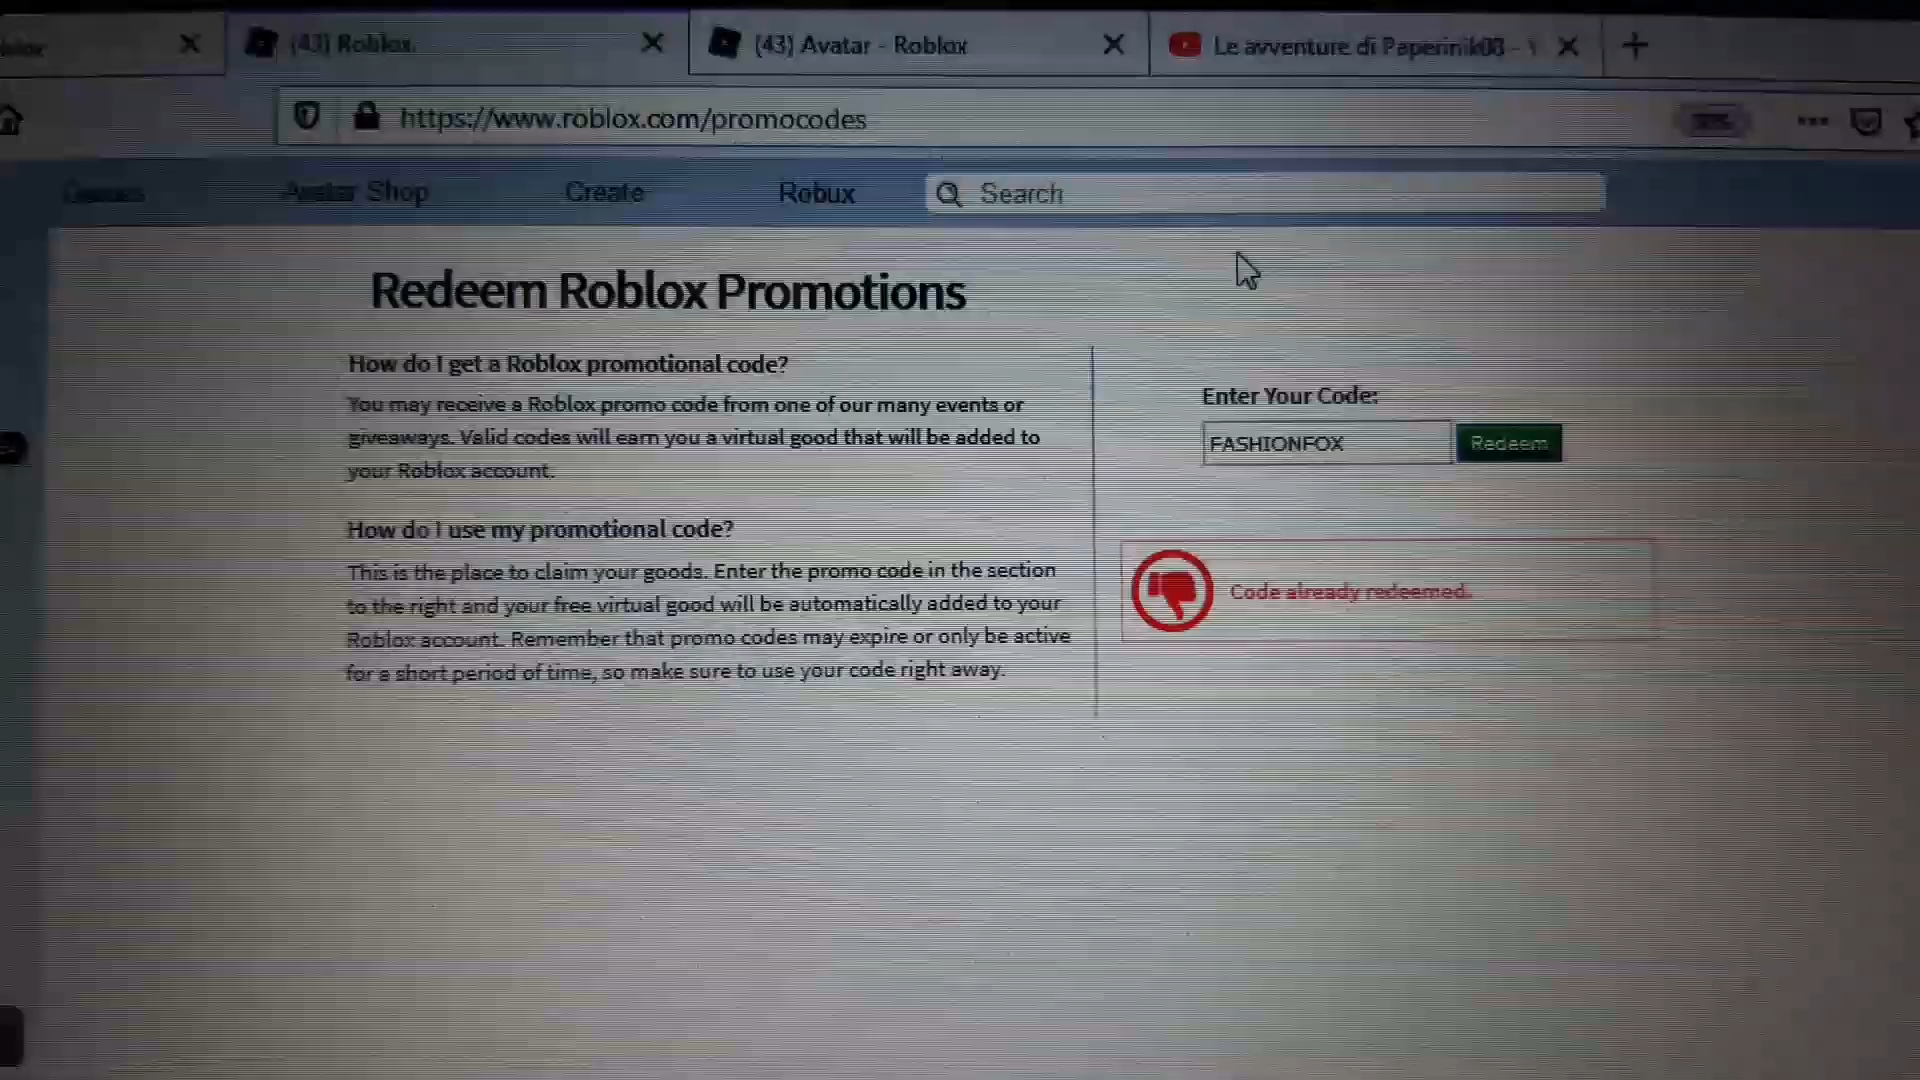 (43) Roblox
(43) Avatar - Roblox
Le avventure di Paperinik08 -
https://www.roblox.com/promocodes
Avatar Shop
Create
Robux
Search
Redeem Roblox Promotions
How do I get a Roblox promotional code?
You may receive a Roblox promo code from one of our many events or
giveaways. Valid codes will earn you a virtual good that will be added to
your Roblox account.
How do I use my promotional code?
This is the place to claim your goods. Enter the promo code in the section
to the right and your free virtual good will be automatically added to your
Roblox account. Remember that promo codes may expire or only be active
for a short period of time, so make sure to use your code right away.
Enter Your Code:
FASHIONFOX
Redeem
Code already redeemed.